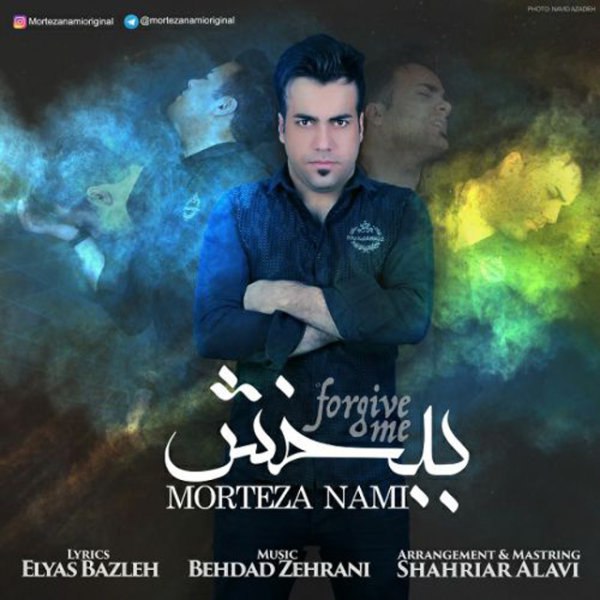 Mortezanamioriginal
@mortezanamioriginal
PHOTO: NAVID AZADEH
forgive
me
ببخش
MORTEZA NAMI
LYRICS
ELYAS BAZLEH
MUSIC
BEHDAD ZEHRANI
ARRANGEMENT & MASTRING
SHAHRIAR ALAVI